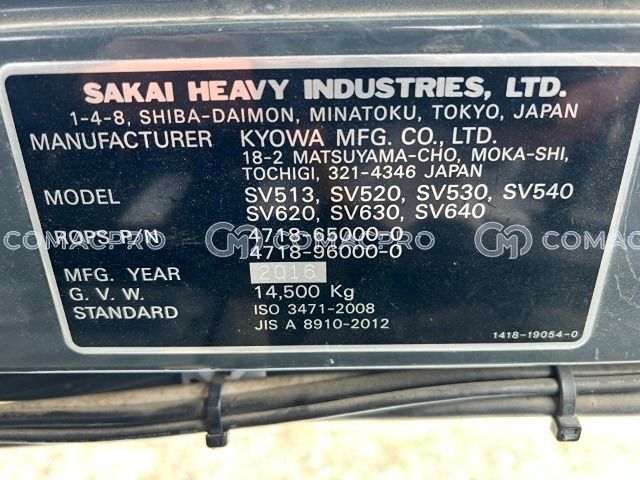 SAKAI HEAVY INDUSTRIES, LTD.
1-4-8, SHIBA-DAIMON, MINATOKU, TOKYO, JAPAN
MANUFACTURER KYOWA MFG. CO., LTD.
18-2 MATSUYAMA-CHO, MOKA-SHI,
TOCHIGI, 321-4346 JAPAN
MODEL SV513, SV520, SV530, SV540
SV620, SV630, SV640
ROPS P/N 4718-65000-0
4718-96000-0
COMACPRO CM COMACPRO CM COMACPRO
MFG. YEAR 2016
G. V. W. 14,500 Kg
STANDARD ISO 3471-2008
JIS A 8910-2012
1418-19054-0